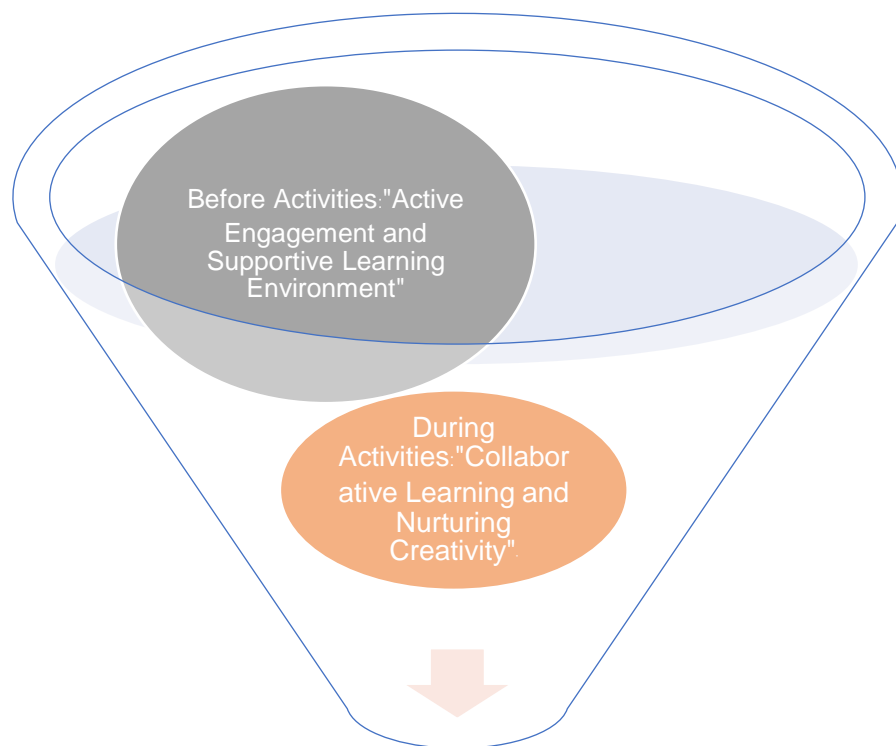 Before Activities:"Active
Engagement and
Supportive Learning
Environment"
During
Activities:"Collabor
ative Learning and
Nurturing
Creativity".